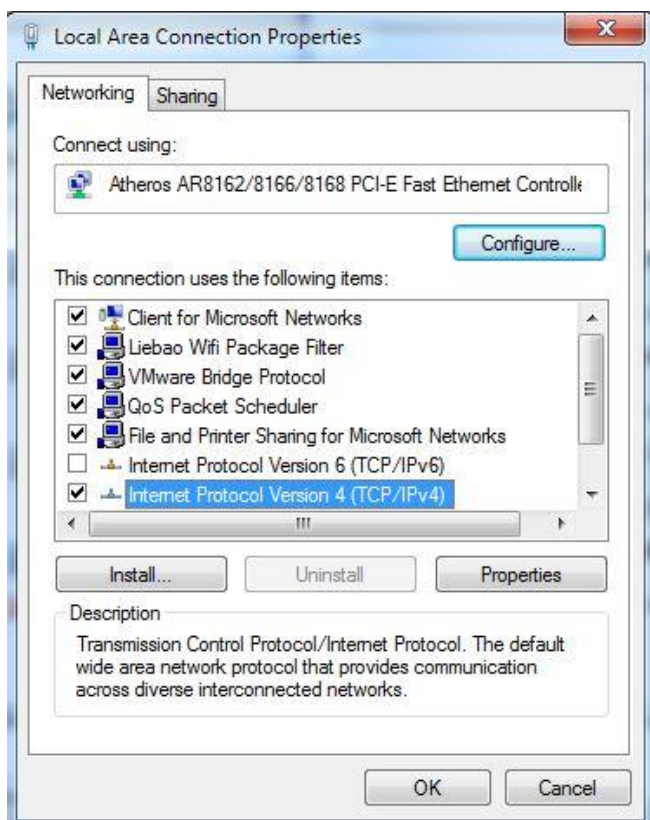 Local Area Connection Properties
Networking
Sharing
Connect using:
Atheros AR8162/8166/8168 PCI-E Fast Ethernet Controlle
Configure...
This connection uses the following items:
Client for Microsoft Networks
Liebao Wifi Package Filter
VMware Bridge Protocol
QoS Packet Scheduler
File and Printer Sharing for Microsoft Networks
Internet Protocol Version 6 (TCP/IPv6)
Internet Protocol Version 4 (TCP/IPv4)
Install...
Uninstall
Properties
Description
Transmission Control Protocol/Internet Protocol. The default
wide area network protocol that provides communication
across diverse interconnected networks.
OK
Cancel